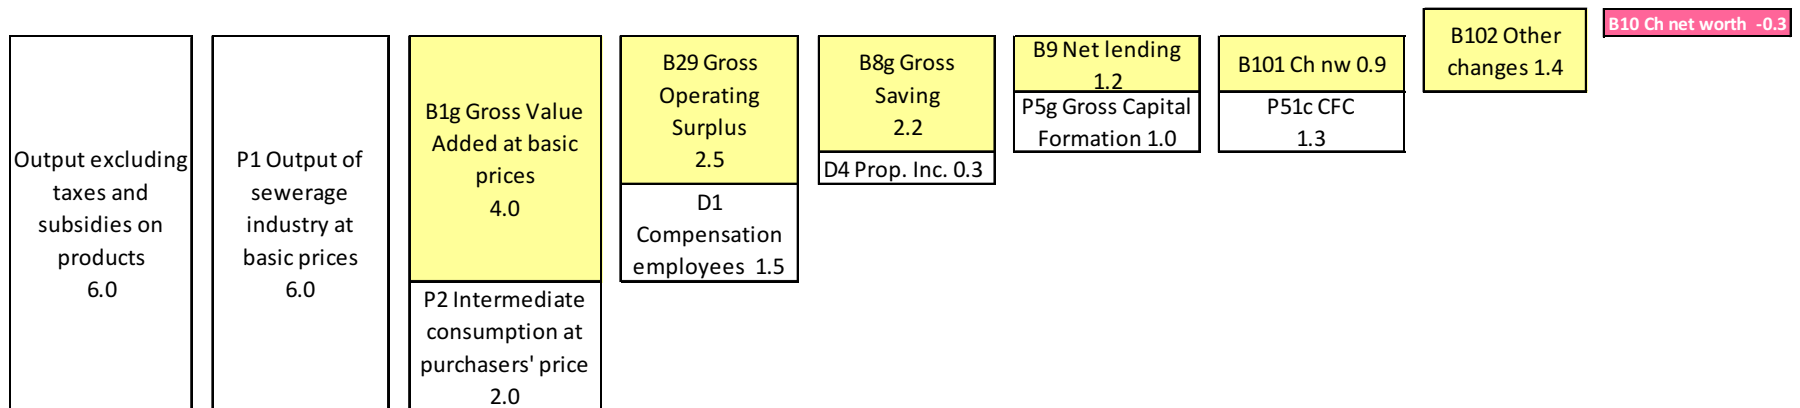 Output excluding
taxes and
subsidies on
products
6.0
P1 Output of
sewerage
industry at
basic prices
6.0
B1g Gross Value
Added at basic
prices
4.0
P2 Intermediate
consumption at
purchasers' price
2.0
B29 Gross
Operating
Surplus
2.5
D1
Compensation
employees 1.5
B8g Gross
Saving
2.2
D4 Prop. Inc. 0.3
B9 Net lending
1.2
P5g Gross Capital
Formation 1.0
B101 Ch nw 0.9
P51c CFC
1.3
B102 Other
changes 1.4
B10 Ch net worth -0.3